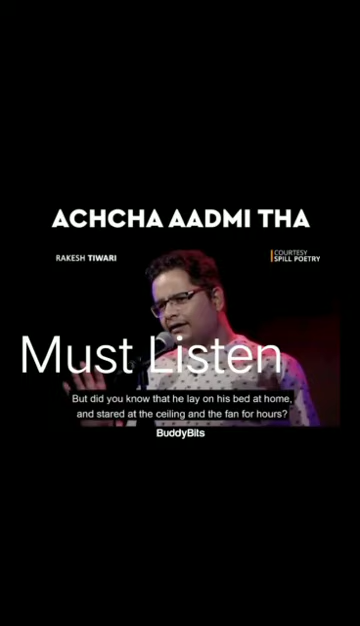 ACHCHA AADMI THA
RAKESH TIWARI
COURTESY
SPILL POETRY
Must Listen
But did you know that he lay on his bed at home,
and stared at the ceiling and the fan for hours?
BuddyBits